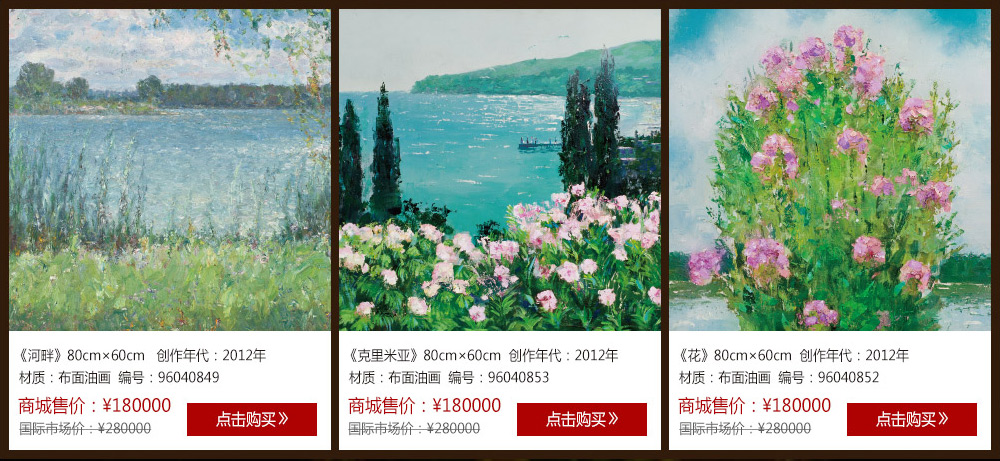 《河畔》80cm×60cm 创作年代：2012年
材质：布面油画 编号：96040849
商城售价：¥180000
国际市场价：¥280000
点击购买»
《克里米亚》80cm×60cm 创作年代：2012年
材质：布面油画 编号：96040853
商城售价：¥180000
国际市场价：¥280000
点击购买»
《花》80cm×60cm 创作年代：2012年
材质：布面油画 编号：96040852
商城售价：¥180000
国际市场价：¥280000
点击购买»